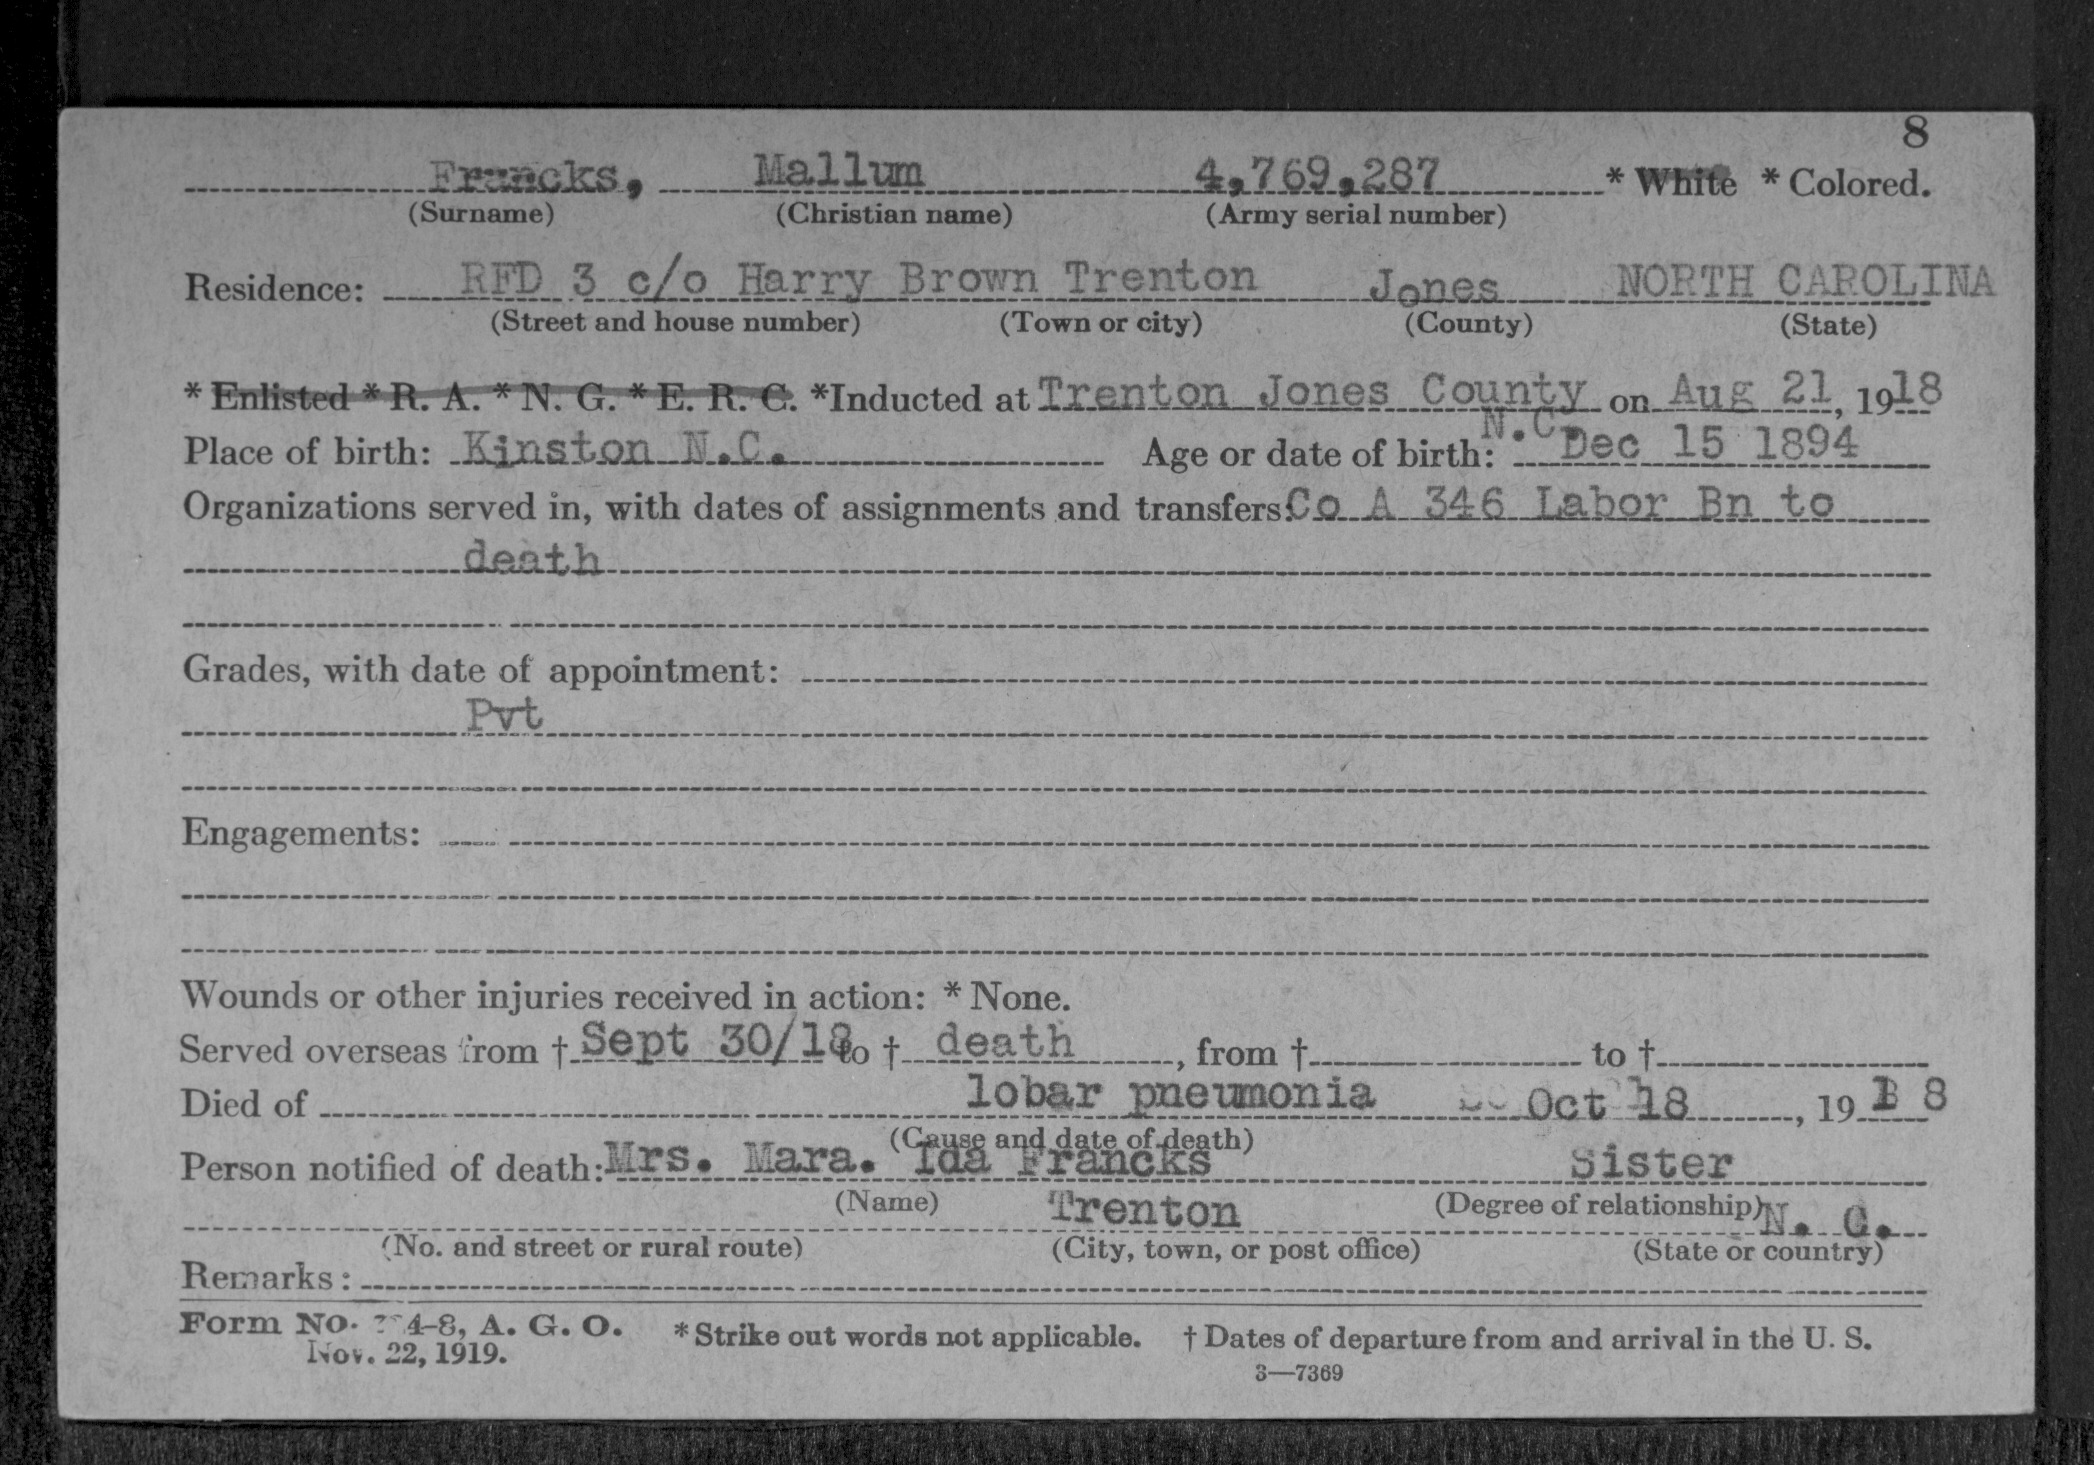 8
Francks, Mallum 4,769,287 * White * Colored.
(Surname) (Christian name) (Army serial number)
Residence: RFD 3 c/o Harry Brown Trenton Jones NORTH CAROLINA
(Street and house number) (Town or city) (County) (State)
* Enlisted * R. A. * N. G. * E. R. C. *Inducted at Trenton Jones County on Aug 21, 1918
N.C.
Place of birth: Kinston N.C. Age or date of birth: Dec 15 1894
Organizations served in, with dates of assignments and transfers: Co A 346 Labor Bn to
death
Grades, with date of appointment:
Pvt
Engagements:
Wounds or other injuries received in action: * None.
Served overseas from † Sept 30/18 to † death, from † to †
Died of lobar pneumonia Oct 18, 1918
(Cause and date of death)
Person notified of death: Mrs. Mara. Ida Francks Sister
(Name) (Degree of relationship)
Trenton N. C.
(No. and street or rural route) (City, town, or post office) (State or country)
Remarks:
Form No. 4-8, A. G. O. * Strike out words not applicable. † Dates of departure from and arrival in the U. S.
Nov. 22, 1919.
3—7369